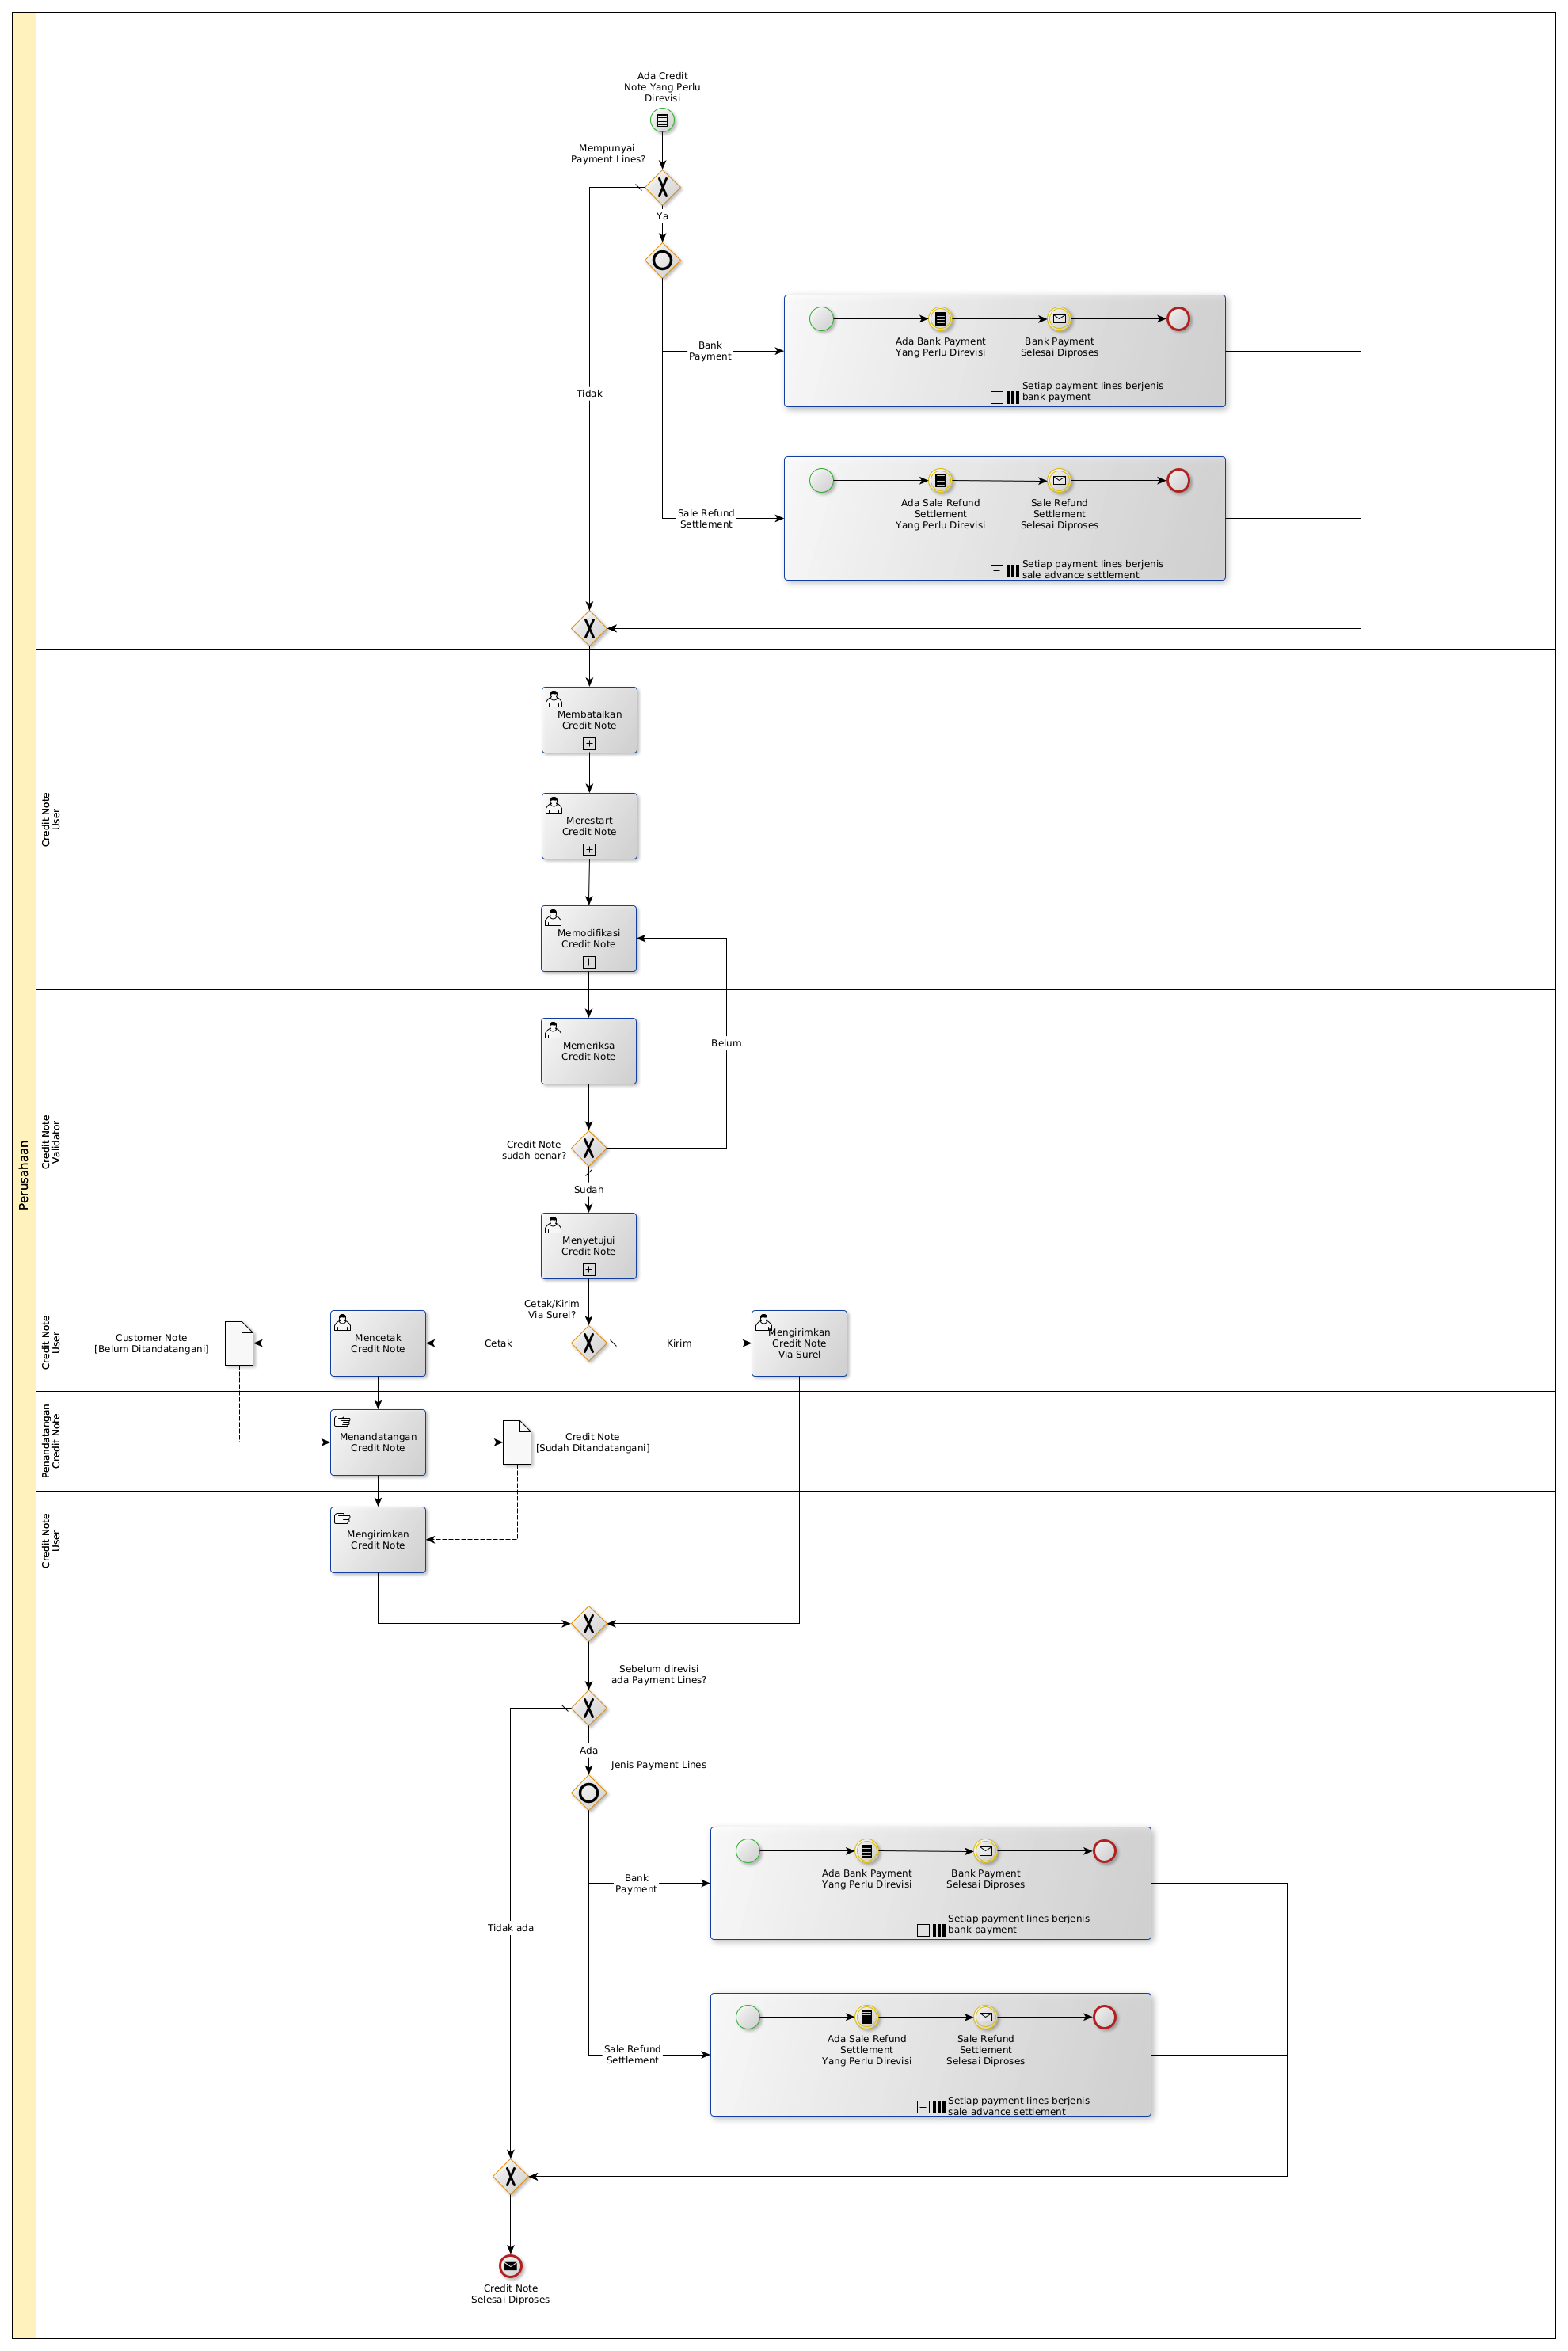 Perusahaan
Ada Credit
Note Yang Perlu
Direvisi
Mempunyai
Payment Lines?
Ya
Tidak
Bank
Payment
Ada Bank Payment
Yang Perlu Direvisi
Bank Payment
Selesai Diproses
Setiap payment lines berjenis
bank payment
Sale Refund
Settlement
Ada Sale Refund
Settlement
Yang Perlu Direvisi
Sale Refund
Settlement
Selesai Diproses
Setiap payment lines berjenis
sale advance settlement
Credit Note
User
Membatalkan
Credit Note
Merestart
Credit Note
Memodifikasi
Credit Note
Credit Note
Validator
Memeriksa
Credit Note
Belum
Credit Note
sudah benar?
Sudah
Menyetujui
Credit Note
Credit Note
User
Cetak/Kirim
Via Surel?
Customer Note
[Belum Ditandatangani]
Mencetak
Credit Note
Cetak
Kirim
Mengirimkan
Credit Note
Via Surel
Penandatangan
Credit Note
Menandatangan
Credit Note
Credit Note
[Sudah Ditandatangani]
Credit Note
User
Mengirimkan
Credit Note
Sebelum direvisi
ada Payment Lines?
Ada
Jenis Payment Lines
Tidak ada
Bank
Payment
Ada Bank Payment
Yang Perlu Direvisi
Bank Payment
Selesai Diproses
Setiap payment lines berjenis
bank payment
Sale Refund
Settlement
Ada Sale Refund
Settlement
Yang Perlu Direvisi
Sale Refund
Settlement
Selesai Diproses
Setiap payment lines berjenis
sale advance settlement
Credit Note
Selesai Diproses